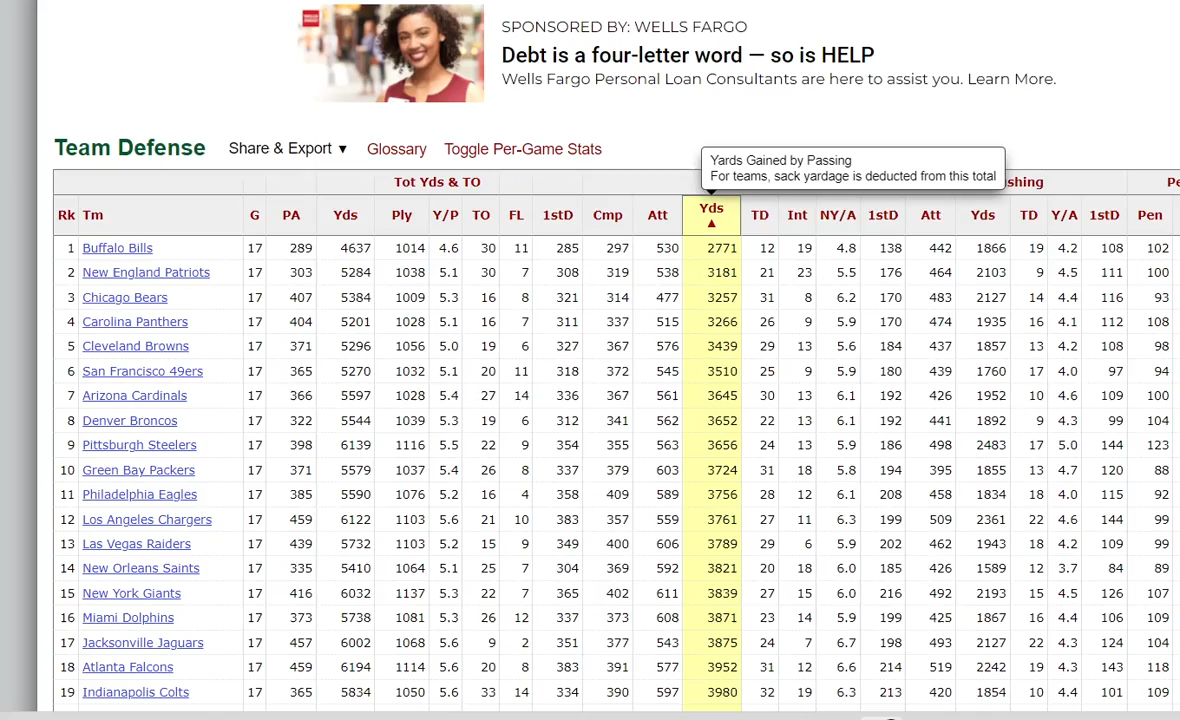 SPONSORED BY: WELLS FARGO
Debt is a four-letter word — so is HELP
Wells Fargo Personal Loan Consultants are here to assist you. Learn More.
Team Defense Share & Export ▼ Glossary Toggle Per-Game Stats
Yards Gained by Passing
For teams, sack yardage is deducted from this total
Tot Yds & TO shing Pe
Rk Tm G PA Yds Ply Y/P TO FL 1stD Cmp Att Yds ▲ TD Int NY/A 1stD Att Yds TD Y/A 1stD Pen
1 Buffalo Bills 17 289 4637 1014 4.6 30 11 285 297 530 2771 12 19 4.8 138 442 1866 19 4.2 108 102
2 New England Patriots 17 303 5284 1038 5.1 30 7 308 319 538 3181 21 23 5.5 176 464 2103 9 4.5 111 100
3 Chicago Bears 17 407 5384 1009 5.3 16 8 321 314 477 3257 31 8 6.2 170 483 2127 14 4.4 116 93
4 Carolina Panthers 17 404 5201 1028 5.1 16 7 311 337 515 3266 26 9 5.9 170 474 1935 16 4.1 112 108
5 Cleveland Browns 17 371 5296 1056 5.0 19 6 327 367 576 3439 29 13 5.6 184 437 1857 13 4.2 108 98
6 San Francisco 49ers 17 365 5270 1032 5.1 20 11 318 372 545 3510 25 9 5.9 180 439 1760 17 4.0 97 94
7 Arizona Cardinals 17 366 5597 1028 5.4 27 14 336 367 561 3645 30 13 6.1 192 426 1952 10 4.6 109 100
8 Denver Broncos 17 322 5544 1039 5.3 19 6 312 341 562 3652 22 13 6.1 192 441 1892 9 4.3 99 104
9 Pittsburgh Steelers 17 398 6139 1116 5.5 22 9 354 355 563 3656 24 13 5.9 186 498 2483 17 5.0 144 123
10 Green Bay Packers 17 371 5579 1037 5.4 26 8 337 379 603 3724 31 18 5.8 194 395 1855 13 4.7 120 88
11 Philadelphia Eagles 17 385 5590 1076 5.2 16 4 358 409 589 3756 28 12 6.1 208 458 1834 18 4.0 115 92
12 Los Angeles Chargers 17 459 6122 1103 5.6 21 10 383 357 559 3761 27 11 6.3 199 509 2361 22 4.6 144 99
13 Las Vegas Raiders 17 439 5732 1103 5.2 15 9 349 400 606 3789 29 6 5.9 202 462 1943 18 4.2 109 99
14 New Orleans Saints 17 335 5410 1064 5.1 25 7 304 369 592 3821 20 18 6.0 185 426 1589 12 3.7 84 89
15 New York Giants 17 416 6032 1137 5.3 22 7 365 402 611 3839 27 15 6.0 216 492 2193 15 4.5 126 107
16 Miami Dolphins 17 373 5738 1081 5.3 26 12 337 373 608 3871 23 14 5.9 199 425 1867 16 4.4 106 109
17 Jacksonville Jaguars 17 457 6002 1068 5.6 9 2 351 377 543 3875 24 7 6.7 198 493 2127 22 4.3 124 104
18 Atlanta Falcons 17 459 6194 1114 5.6 20 8 383 391 577 3952 31 12 6.6 214 519 2242 19 4.3 143 118
19 Indianapolis Colts 17 365 5834 1050 5.6 33 14 334 390 597 3980 32 19 6.3 213 420 1854 10 4.4 101 109